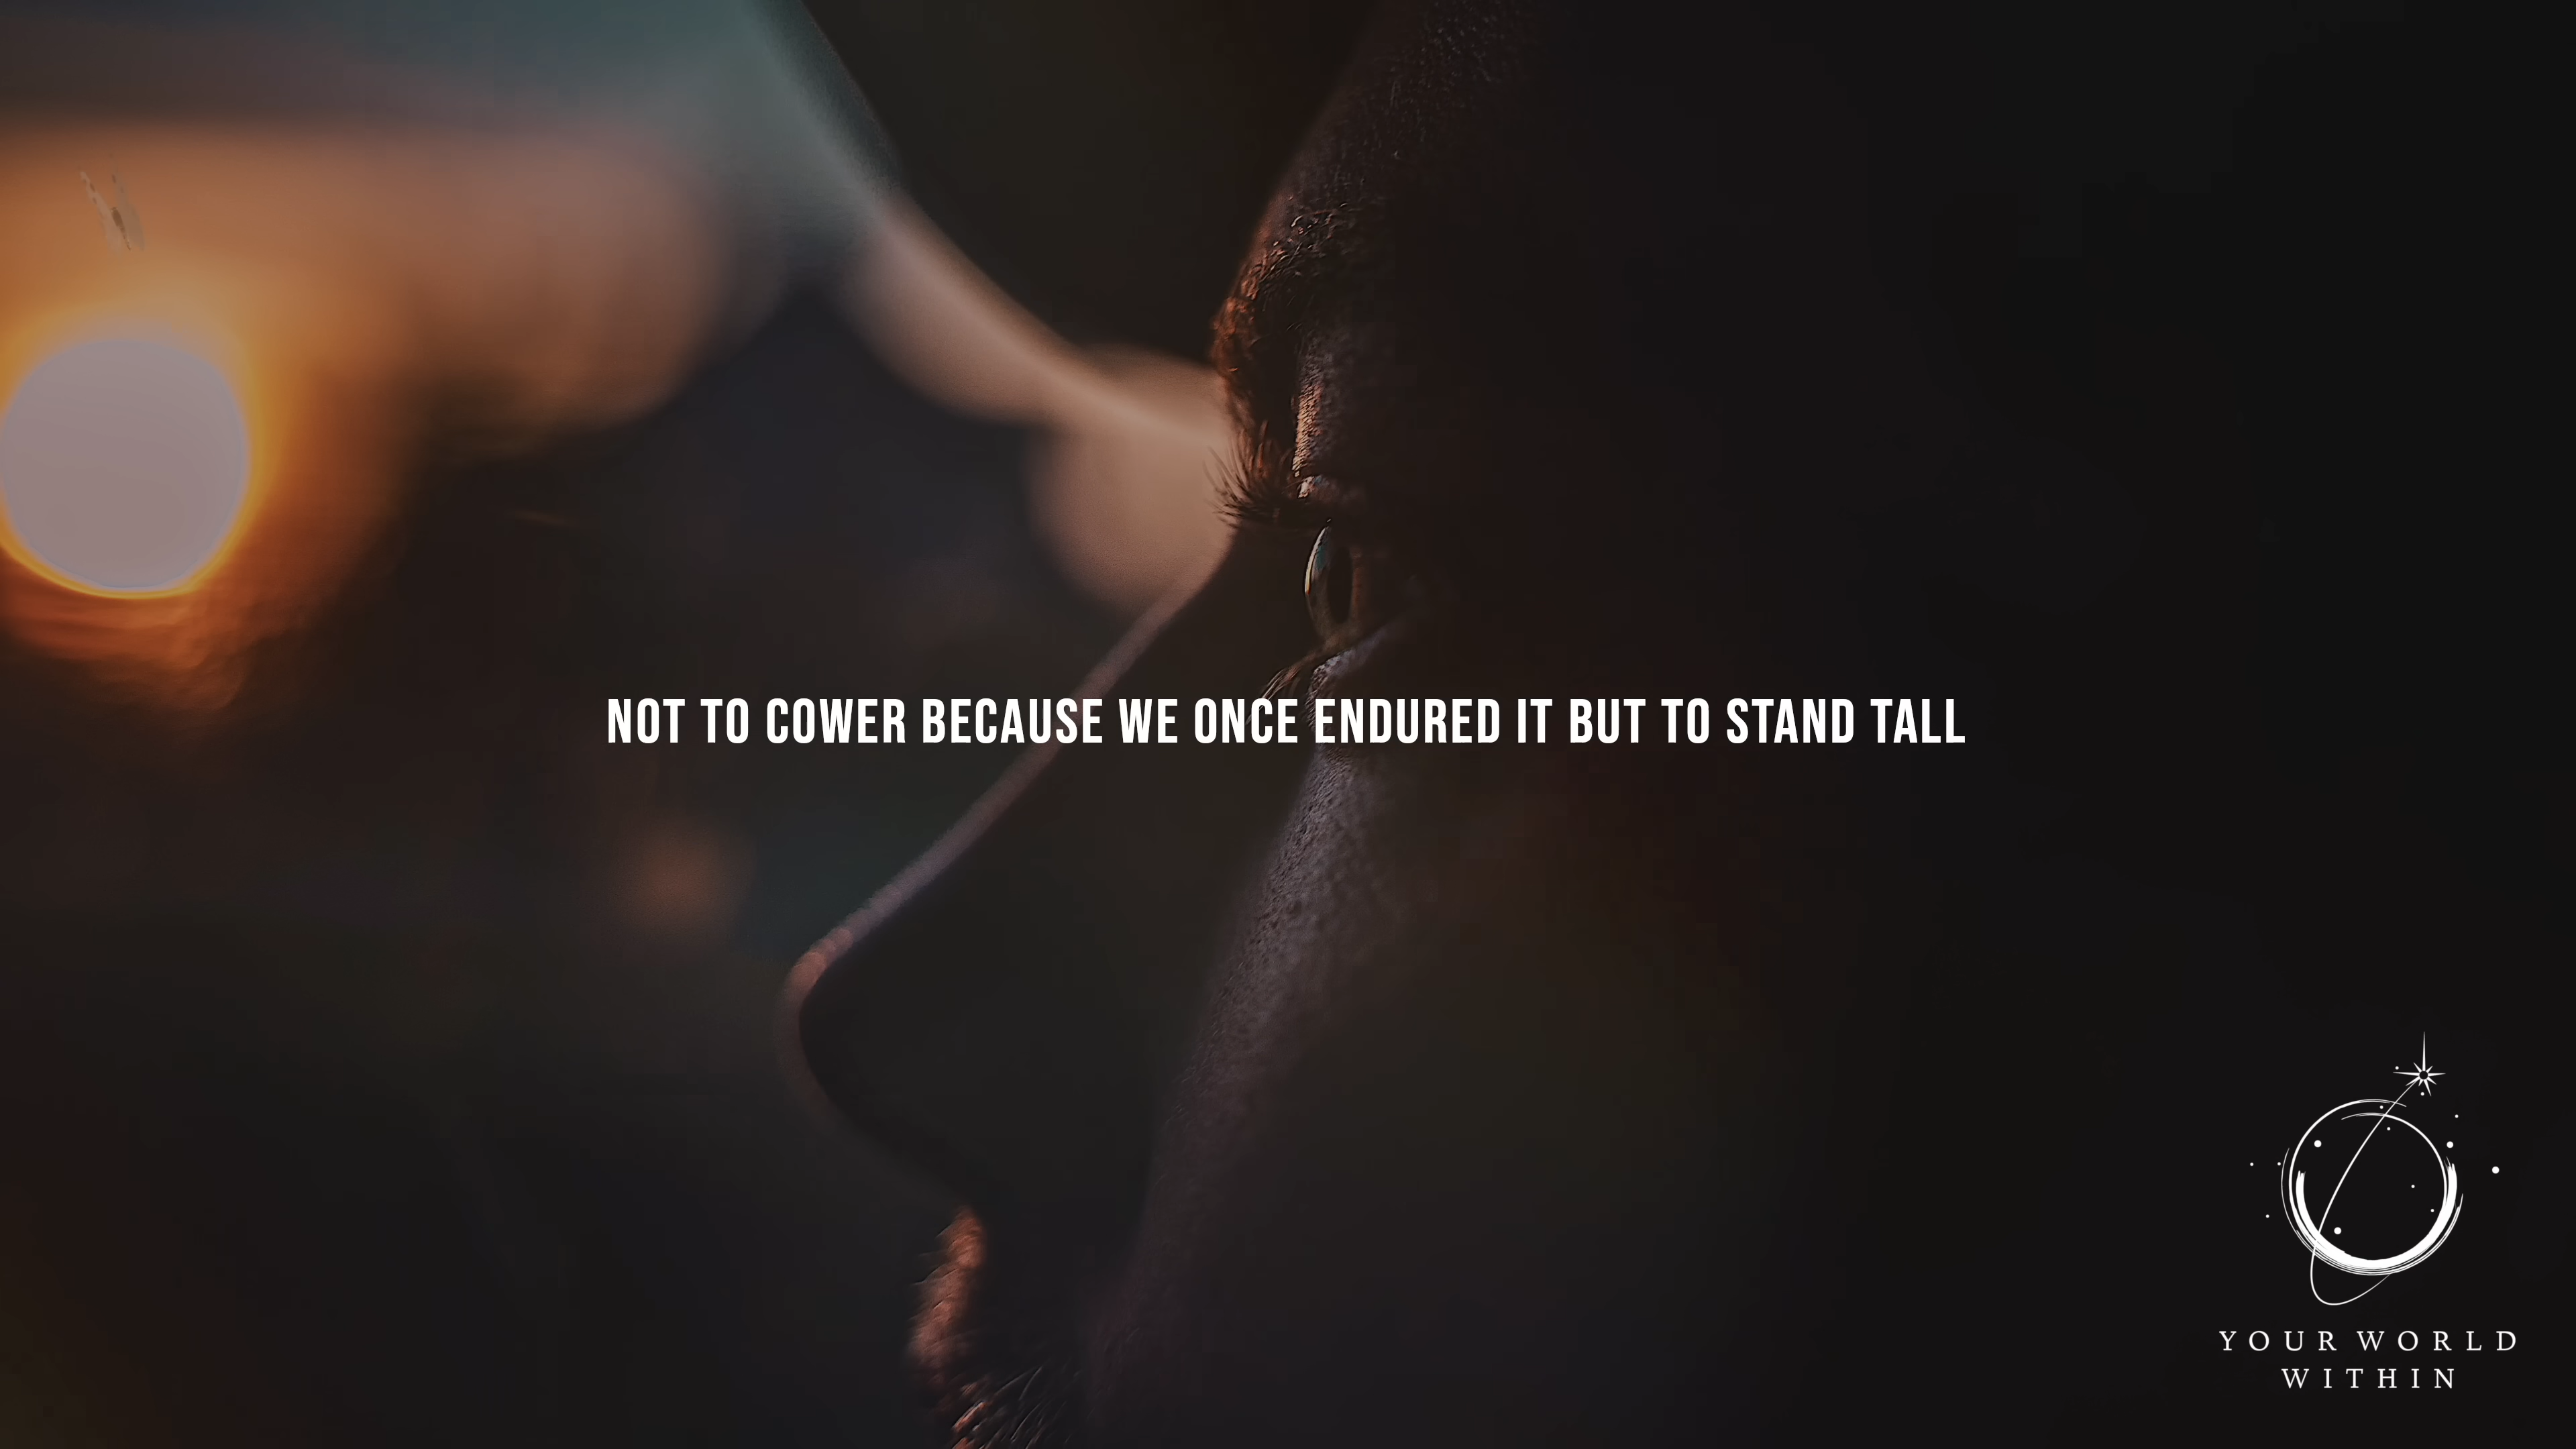 NOT TO COWER BECAUSE WE ONCE ENDURED IT BUT TO STAND TALL
YOUR WORLD
WITHIN